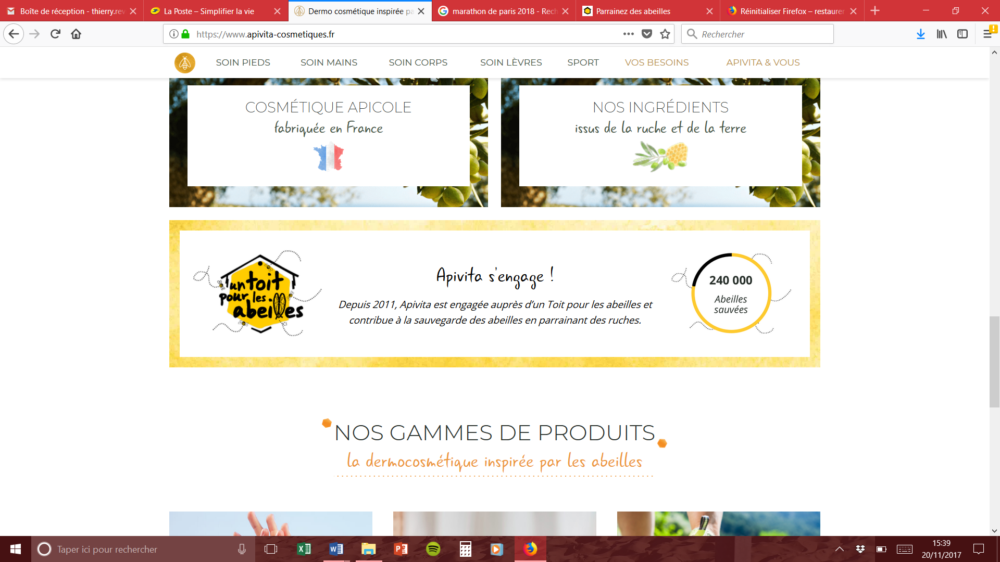 Boîte de réception - thierry.rev
La Poste – Simplifier la vie
Dermo cosmétique inspirée pa
marathon de paris 2018 - Rech
Parrainez des abeilles
Réinitialiser Firefox – restaurer
https://www.apivita-cosmetiques.fr
Rechercher
SOIN PIEDS
SOIN MAINS
SOIN CORPS
SOIN LÈVRES
SPORT
VOS BESOINS
APIVITA & VOUS
COSMÉTIQUE APICOLE
fabriquée en France
NOS INGRÉDIENTS
issus de la ruche et de la terre
un toit
pour les
abeilles
Apivita s'engage !
Depuis 2011, Apivita est engagée auprès d’un Toit pour les abeilles et
contribue à la sauvegarde des abeilles en parrainant des ruches.
240 000
Abeilles
sauvées
NOS GAMMES DE PRODUITS
la dermocosmétique inspirée par les abeilles
Taper ici pour rechercher
15:39
20/11/2017